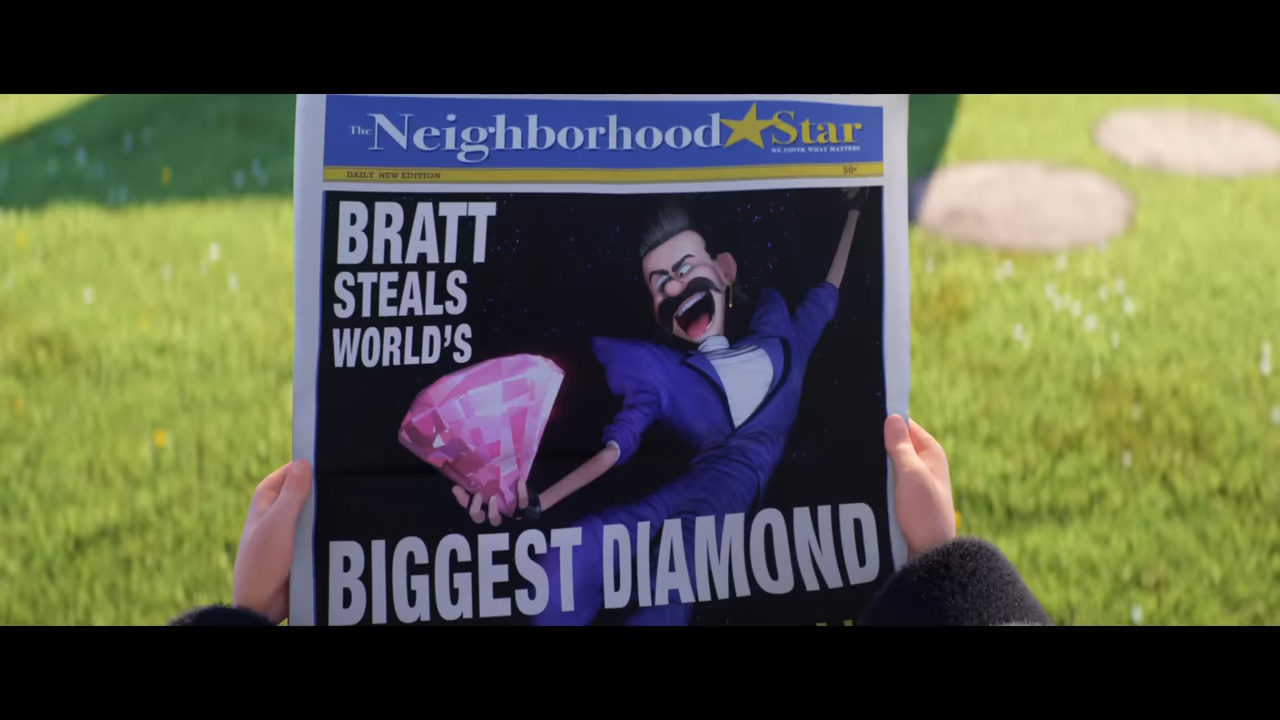 The Neighborhood Star
WE COVER WHAT MATTERS
DAILY NEW EDITION 50¢
BRATT
STEALS
WORLD'S
BIGGEST DIAMOND